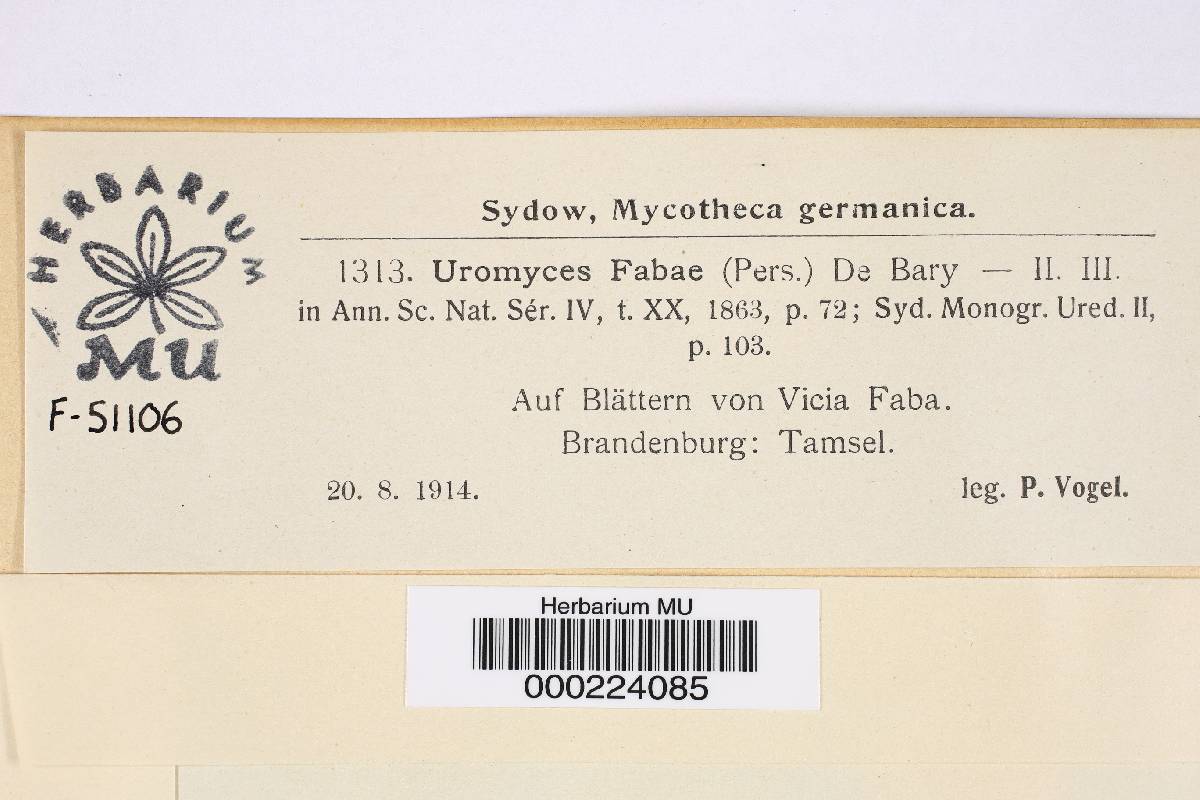 HERBARIUM
MU
F-51106
Sydow, Mycotheca germanica.
1313. Uromyces Fabae (Pers.) De Bary — II. III.
in Ann. Sc. Nat. Sér. IV, t. XX, 1863, p. 72; Syd. Monogr. Ured. II,
p. 103.
Auf Blättern von Vicia Faba.
Brandenburg: Tamsel.
20. 8. 1914. leg. P. Vogel.
Herbarium MU
000224085